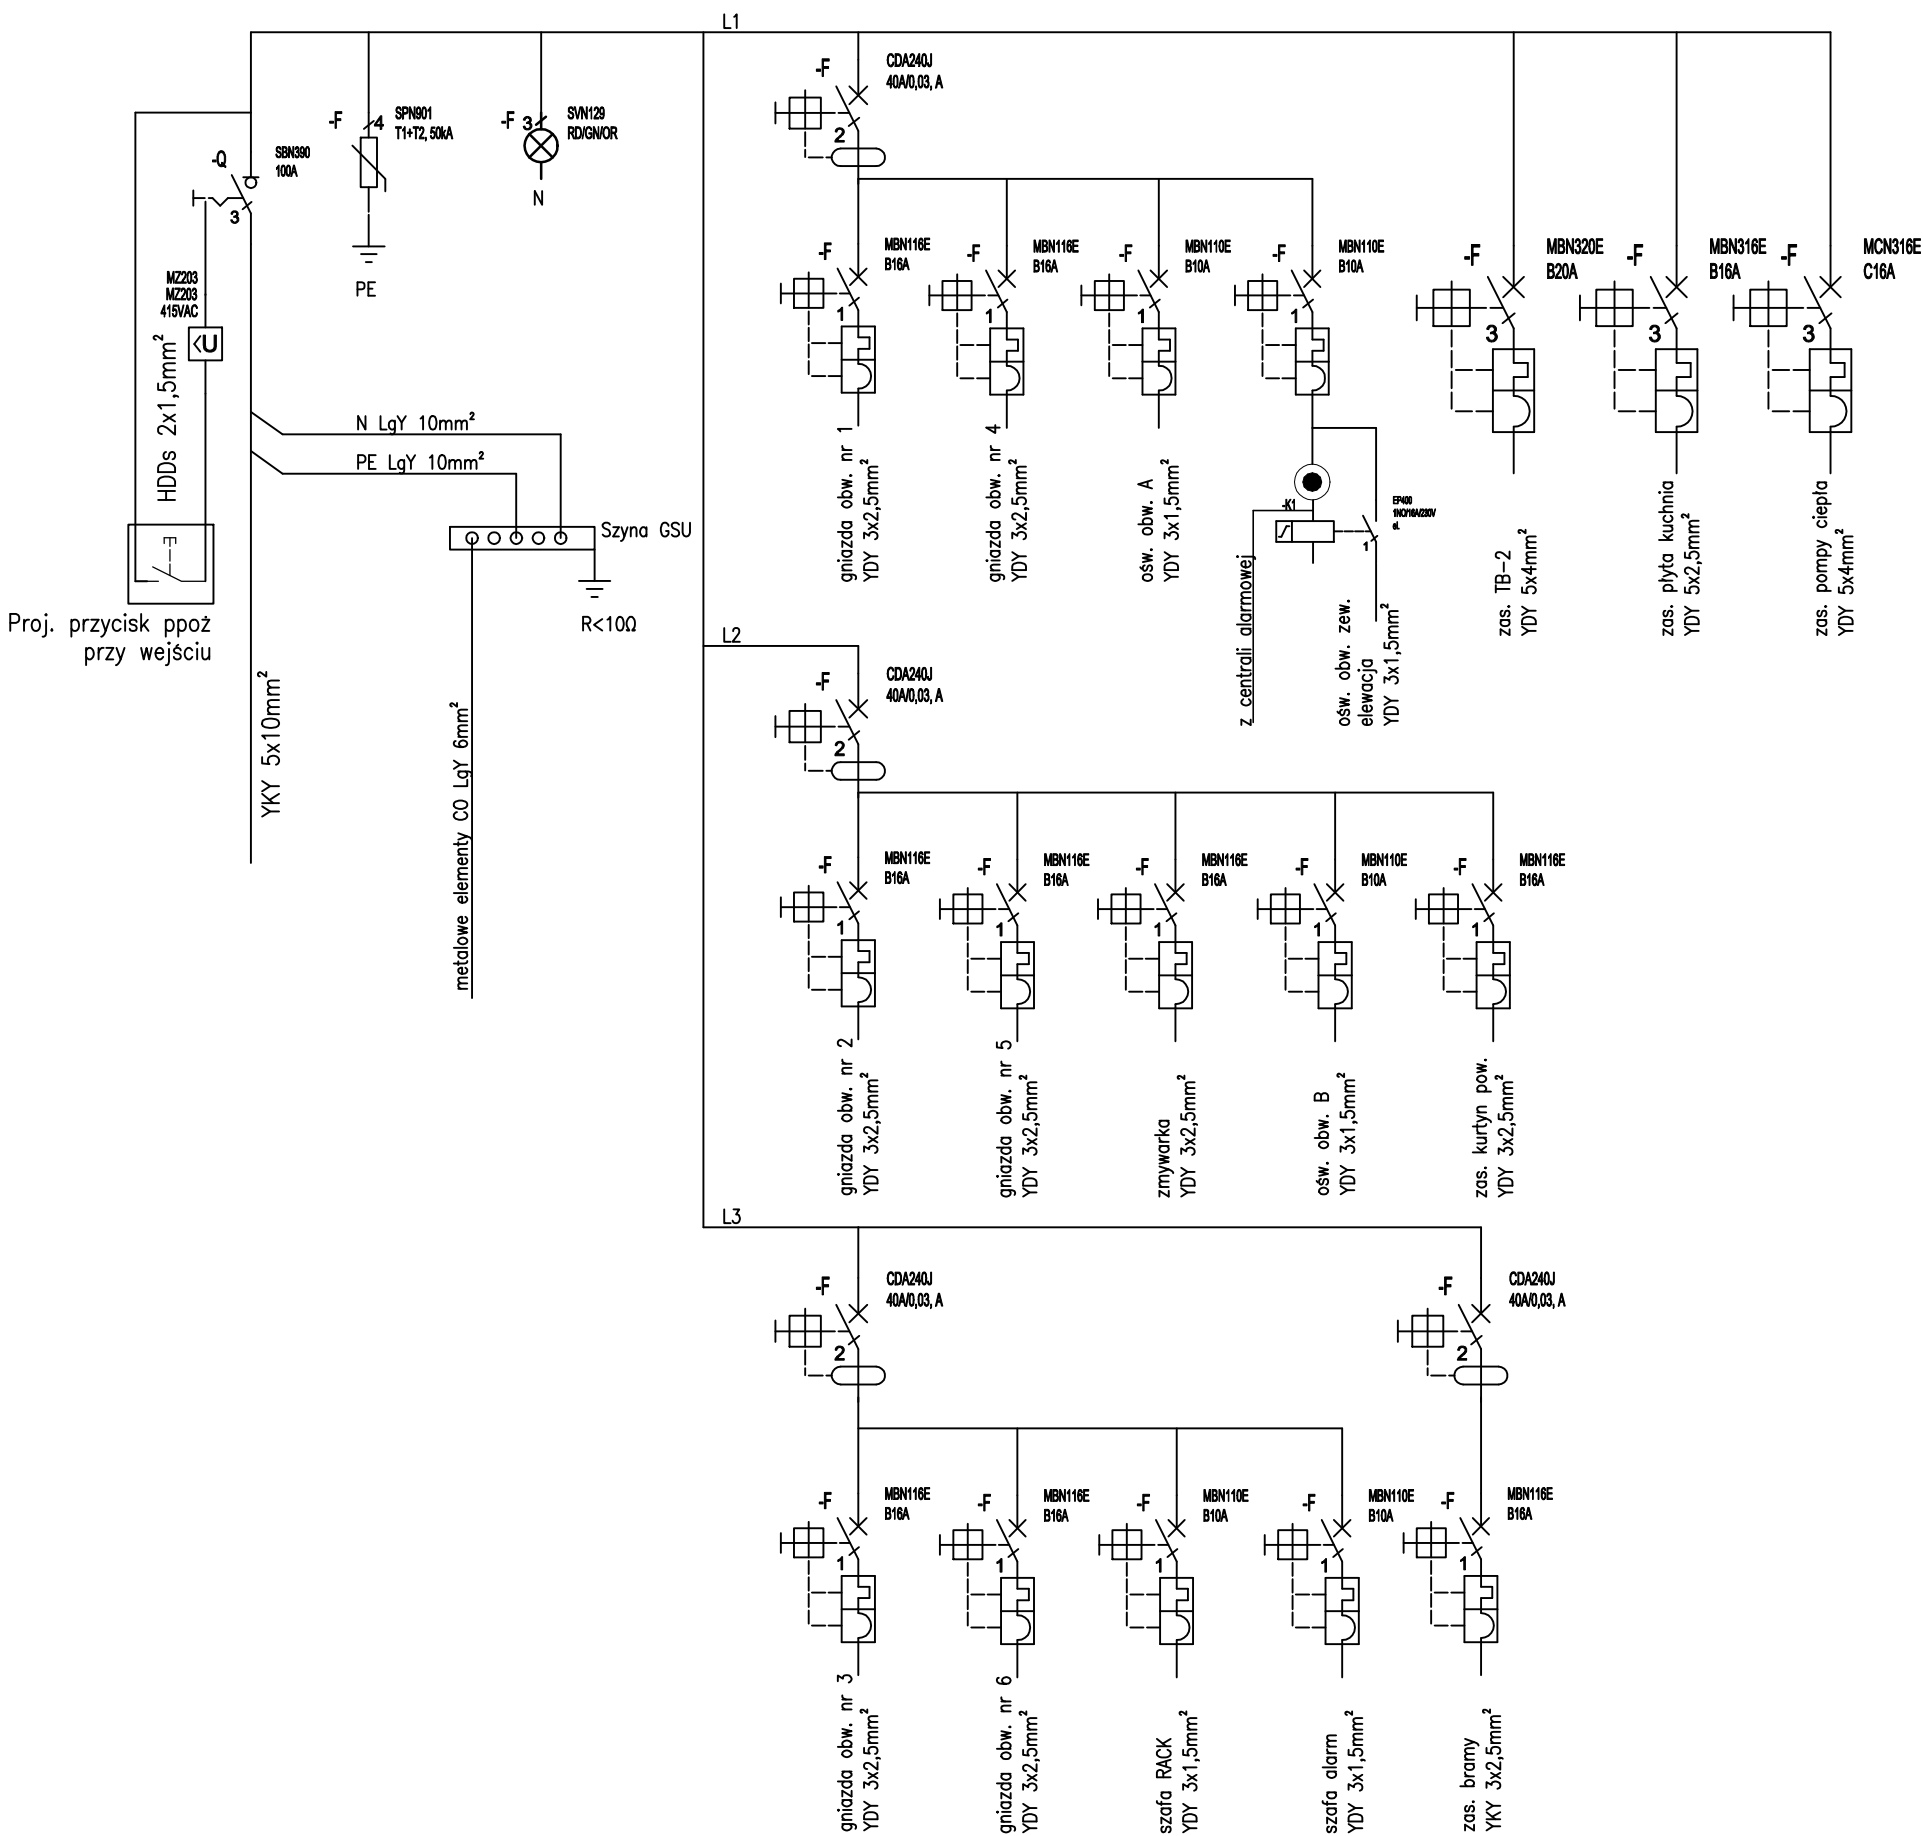 L1
-Q
SBN390
100A
3
-F
4
SPN901
T1+T2, 50kA
PE
-F
3
SVN129
RD/GN/OR
N
MZ203
MZ203
415VAC
<U
HDDs 2x1,5mm²
N LgY 10mm²
PE LgY 10mm²
Szyna GSU
R<10Ω
Proj. przycisk ppoż
przy wejściu
YKY 5x10mm²
metalowe elementy CO LgY 6mm²
-F
CDA240J
40A/0,03, A
2
-F
MBN116E
B16A
1
gniazda obw. nr 1
YDY 3x2,5mm²
-F
MBN116E
B16A
1
gniazda obw. nr 4
YDY 3x2,5mm²
-F
MBN110E
B10A
1
ośw. obw. A
YDY 3x1,5mm²
-F
MBN110E
B10A
1
-K1
EP400
1NO/16A/230V
el.
1
z centrali alarmowej
ośw. obw. zew.
elewacja
YDY 3x1,5mm²
-F
MBN320E
B20A
3
zas. TB-2
YDY 5x4mm²
-F
MBN316E
B16A
3
zas. płyta kuchnia
YDY 5x2,5mm²
-F
MCN316E
C16A
3
zas. pompy ciepła
YDY 5x4mm²
L2
-F
CDA240J
40A/0,03, A
2
-F
MBN116E
B16A
1
gniazda obw. nr 2
YDY 3x2,5mm²
-F
MBN116E
B16A
1
gniazda obw. nr 5
YDY 3x2,5mm²
-F
MBN116E
B16A
1
zmywarka
YDY 3x2,5mm²
-F
MBN110E
B10A
1
ośw. obw. B
YDY 3x1,5mm²
-F
MBN116E
B16A
1
zas. kurtyn pow.
YDY 3x2,5mm²
L3
-F
CDA240J
40A/0,03, A
2
-F
CDA240J
40A/0,03, A
2
-F
MBN116E
B16A
1
gniazda obw. nr 3
YDY 3x2,5mm²
-F
MBN116E
B16A
1
gniazda obw. nr 6
YDY 3x2,5mm²
-F
MBN110E
B10A
1
szafa RACK
YDY 3x1,5mm²
-F
MBN110E
B10A
1
szafa alarm
YDY 3x1,5mm²
-F
MBN116E
B16A
1
zas. bramy
YKY 3x2,5mm²